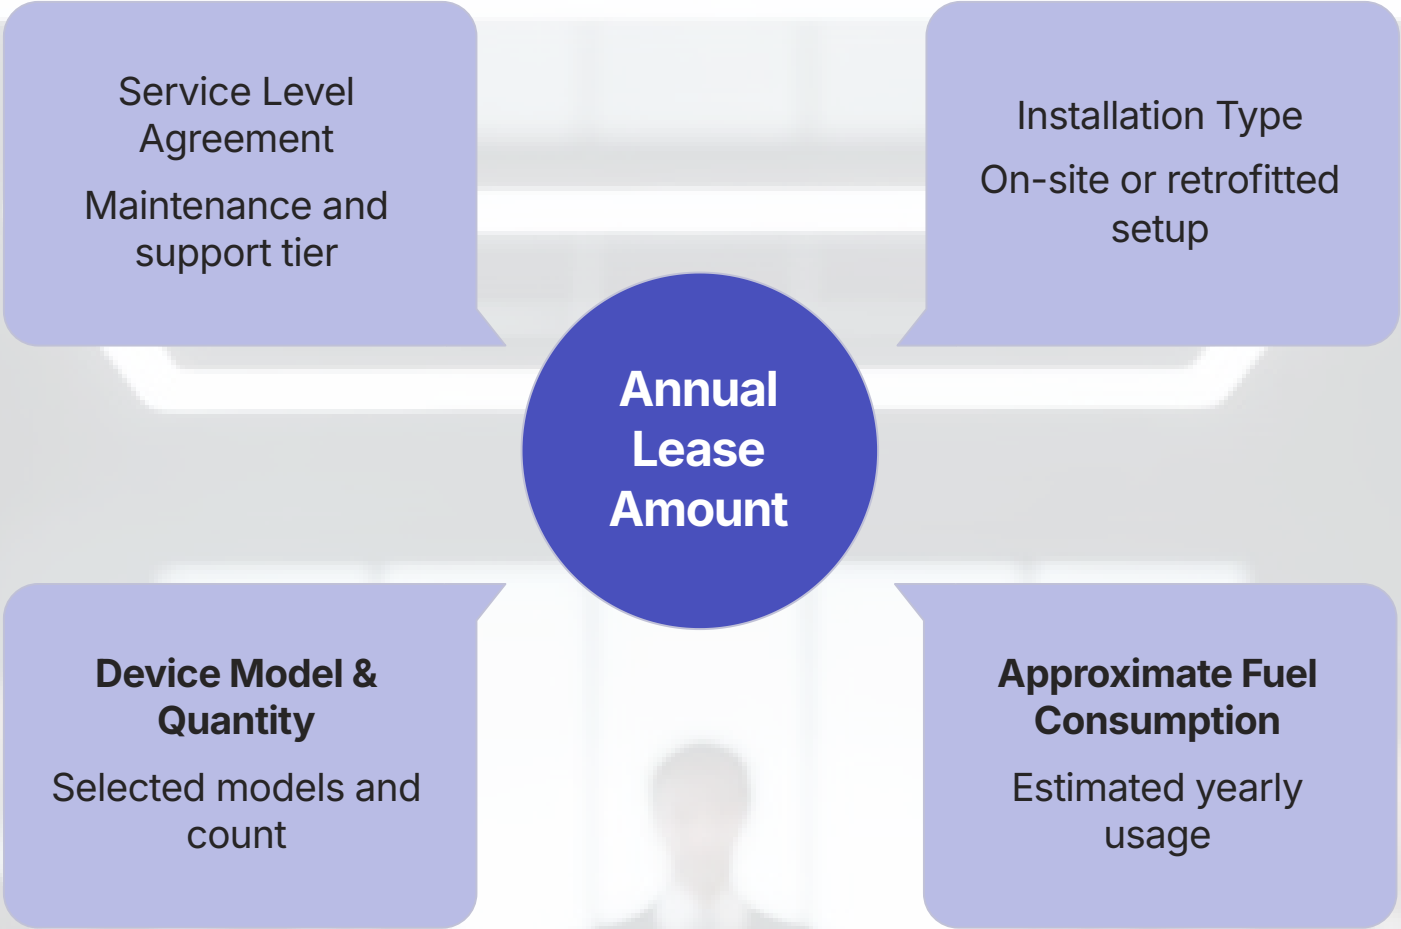 Service Level
Agreement
Maintenance and
support tier
Installation Type
On-site or retrofitted
setup
Annual
Lease
Amount
Device Model &
Quantity
Selected models and
count
Approximate Fuel
Consumption
Estimated yearly
usage